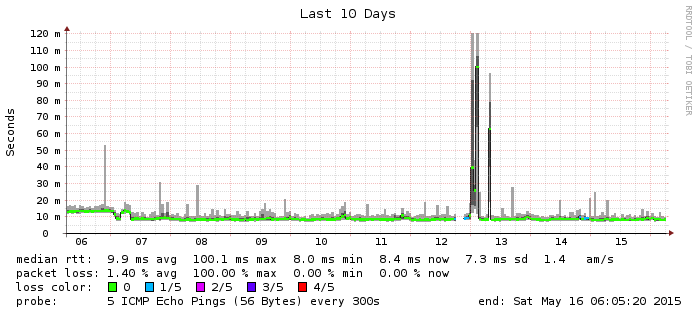 Last 10 Days
RRDTOOL / TOBI OETIKER
Seconds
120 m
110 m
100 m
90 m
80 m
70 m
60 m
50 m
40 m
30 m
20 m
10 m
0
06 07 08 09 10 11 12 13 14 15
median rtt: 9.9 ms avg 100.1 ms max 8.0 ms min 8.4 ms now 7.3 ms sd 1.4 am/s
packet loss: 1.40 % avg 100.00 % max 0.00 % min 0.00 % now
loss color: 0 1/5 2/5 3/5 4/5
probe: 5 ICMP Echo Pings (56 Bytes) every 300s end: Sat May 16 06:05:20 2015